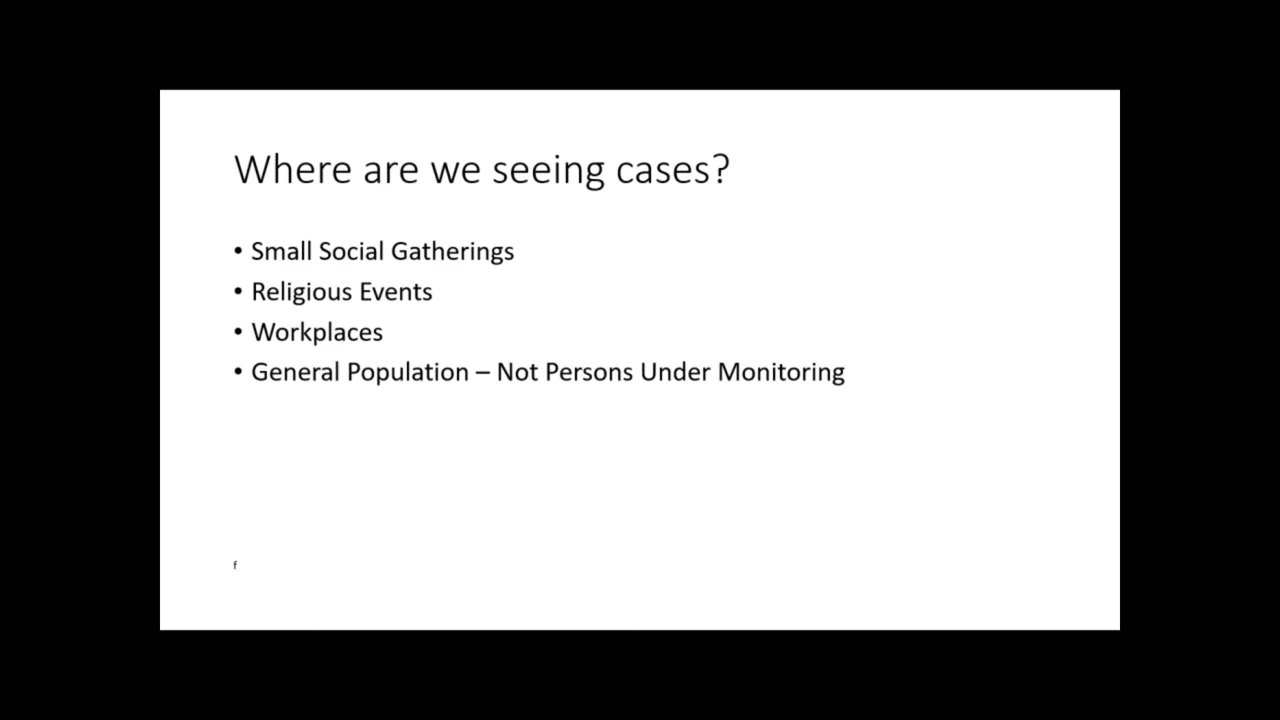 Where are we seeing cases?
• Small Social Gatherings
• Religious Events
• Workplaces
• General Population – Not Persons Under Monitoring
f